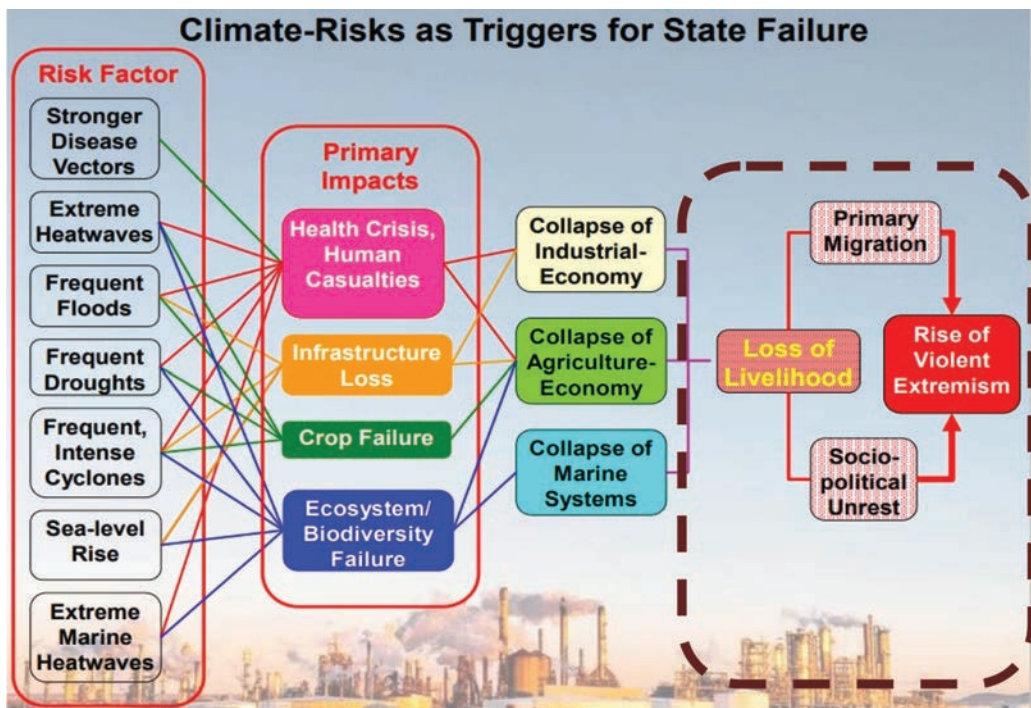 Climate-Risks as Triggers for State Failure
Risk Factor
Stronger
Disease
Vectors
Extreme
Heatwaves
Frequent
Floods
Frequent
Droughts
Frequent,
Intense
Cyclones
Sea-level
Rise
Extreme
Marine
Heatwaves
Primary
Impacts
Health Crisis,
Human
Casualties
Infrastructure
Loss
Crop Failure
Ecosystem/
Biodiversity
Failure
Collapse of
Industrial-
Economy
Collapse of
Agriculture-
Economy
Collapse of
Marine
Systems
Loss of
Livelihood
Primary
Migration
Socio-
political
Unrest
Rise of
Violent
Extremism